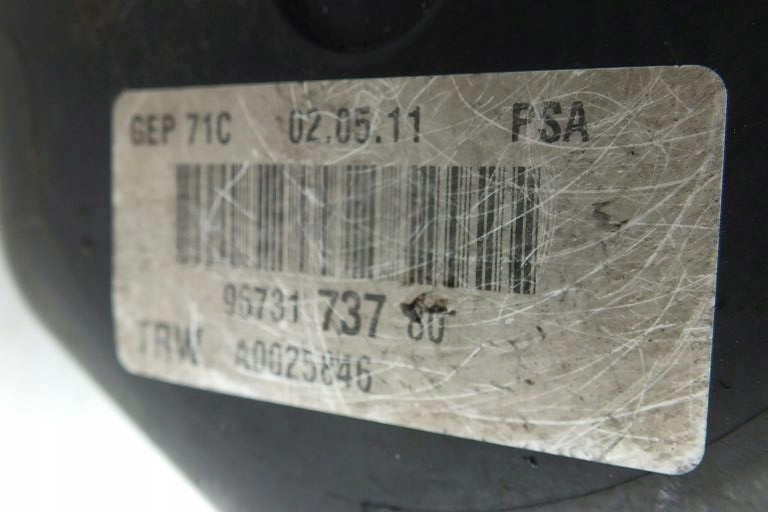 GEP 71C 02.05.11 PSA
96731 737 80
TRW A0025846